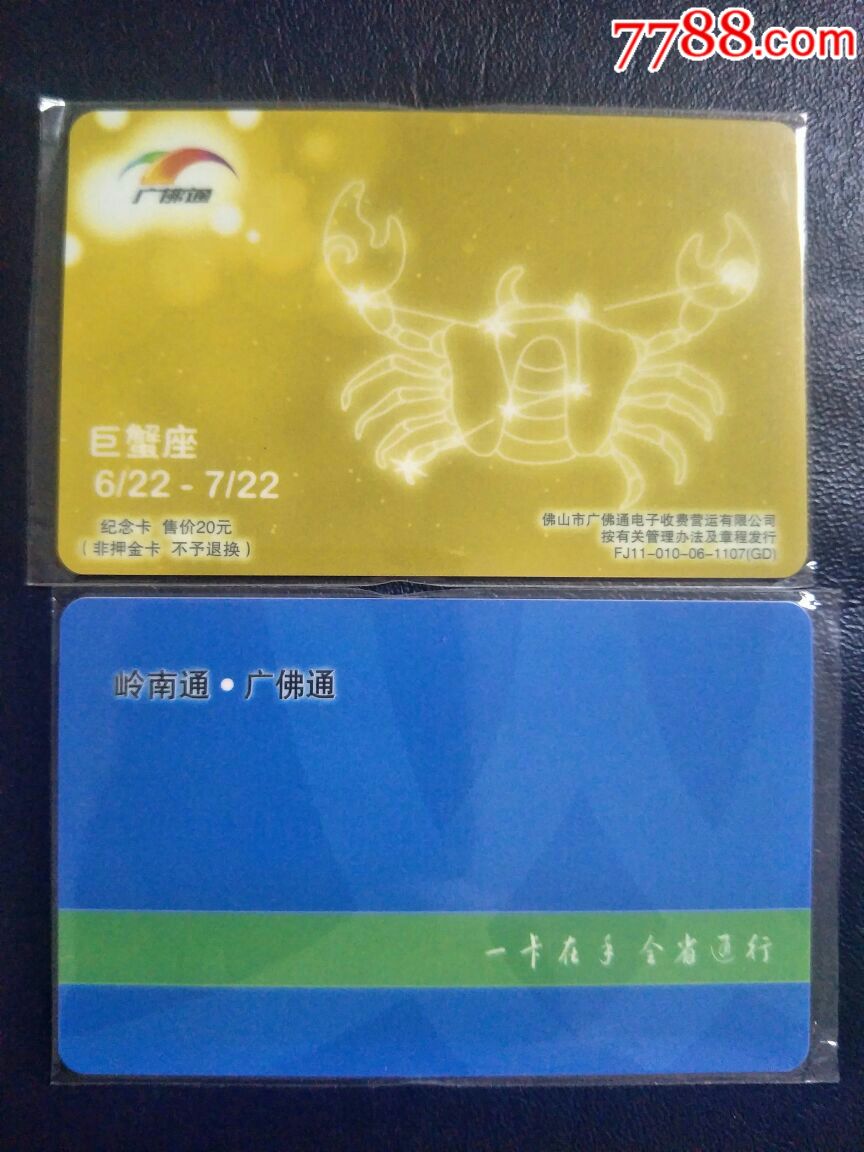 7788.com
广佛通
巨蟹座
6/22 - 7/22
纪念卡 售价20元
(非押金卡 不予退换)
佛山市广佛通电子收费营运有限公司
按有关管理办法及章程发行
FJ11-010-06-1107(GD)
岭南通•广佛通
一卡在手 全省通行